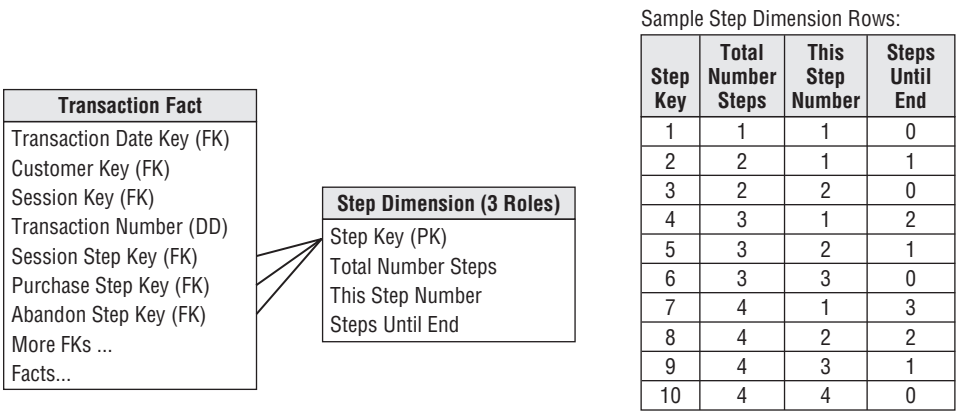 Transaction Fact
Transaction Date Key (FK)
Customer Key (FK)
Session Key (FK)
Transaction Number (DD)
Session Step Key (FK)
Purchase Step Key (FK)
Abandon Step Key (FK)
More FKs ...
Facts...
Step Dimension (3 Roles)
Step Key (PK)
Total Number Steps
This Step Number
Steps Until End
Sample Step Dimension Rows:
Step Key Total Number Steps This Step Number Steps Until End
1 1 1 0
2 2 1 1
3 2 2 0
4 3 1 2
5 3 2 1
6 3 3 0
7 4 1 3
8 4 2 2
9 4 3 1
10 4 4 0